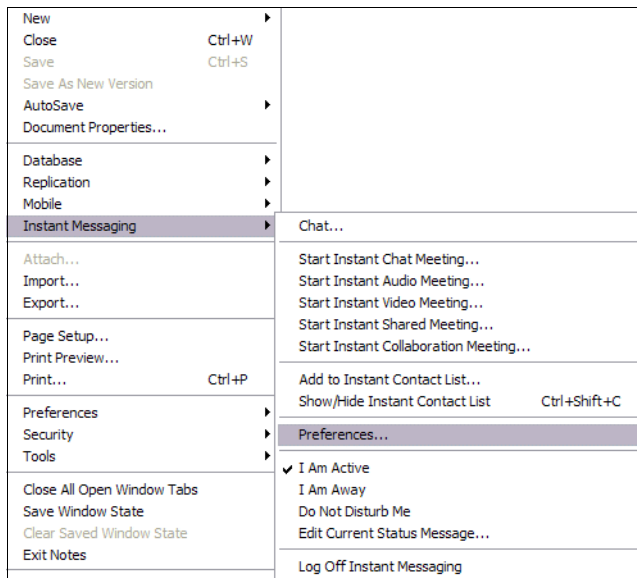 New
Close Ctrl+W
Save Ctrl+S
Save As New Version
AutoSave
Document Properties...
Database
Replication
Mobile
Instant Messaging
Attach...
Import...
Export...
Page Setup...
Print Preview...
Print... Ctrl+P
Preferences
Security
Tools
Close All Open Window Tabs
Save Window State
Clear Saved Window State
Exit Notes
Chat...
Start Instant Chat Meeting...
Start Instant Audio Meeting...
Start Instant Video Meeting...
Start Instant Shared Meeting...
Start Instant Collaboration Meeting...
Add to Instant Contact List...
Show/Hide Instant Contact List Ctrl+Shift+C
Preferences...
I Am Active
I Am Away
Do Not Disturb Me
Edit Current Status Message...
Log Off Instant Messaging